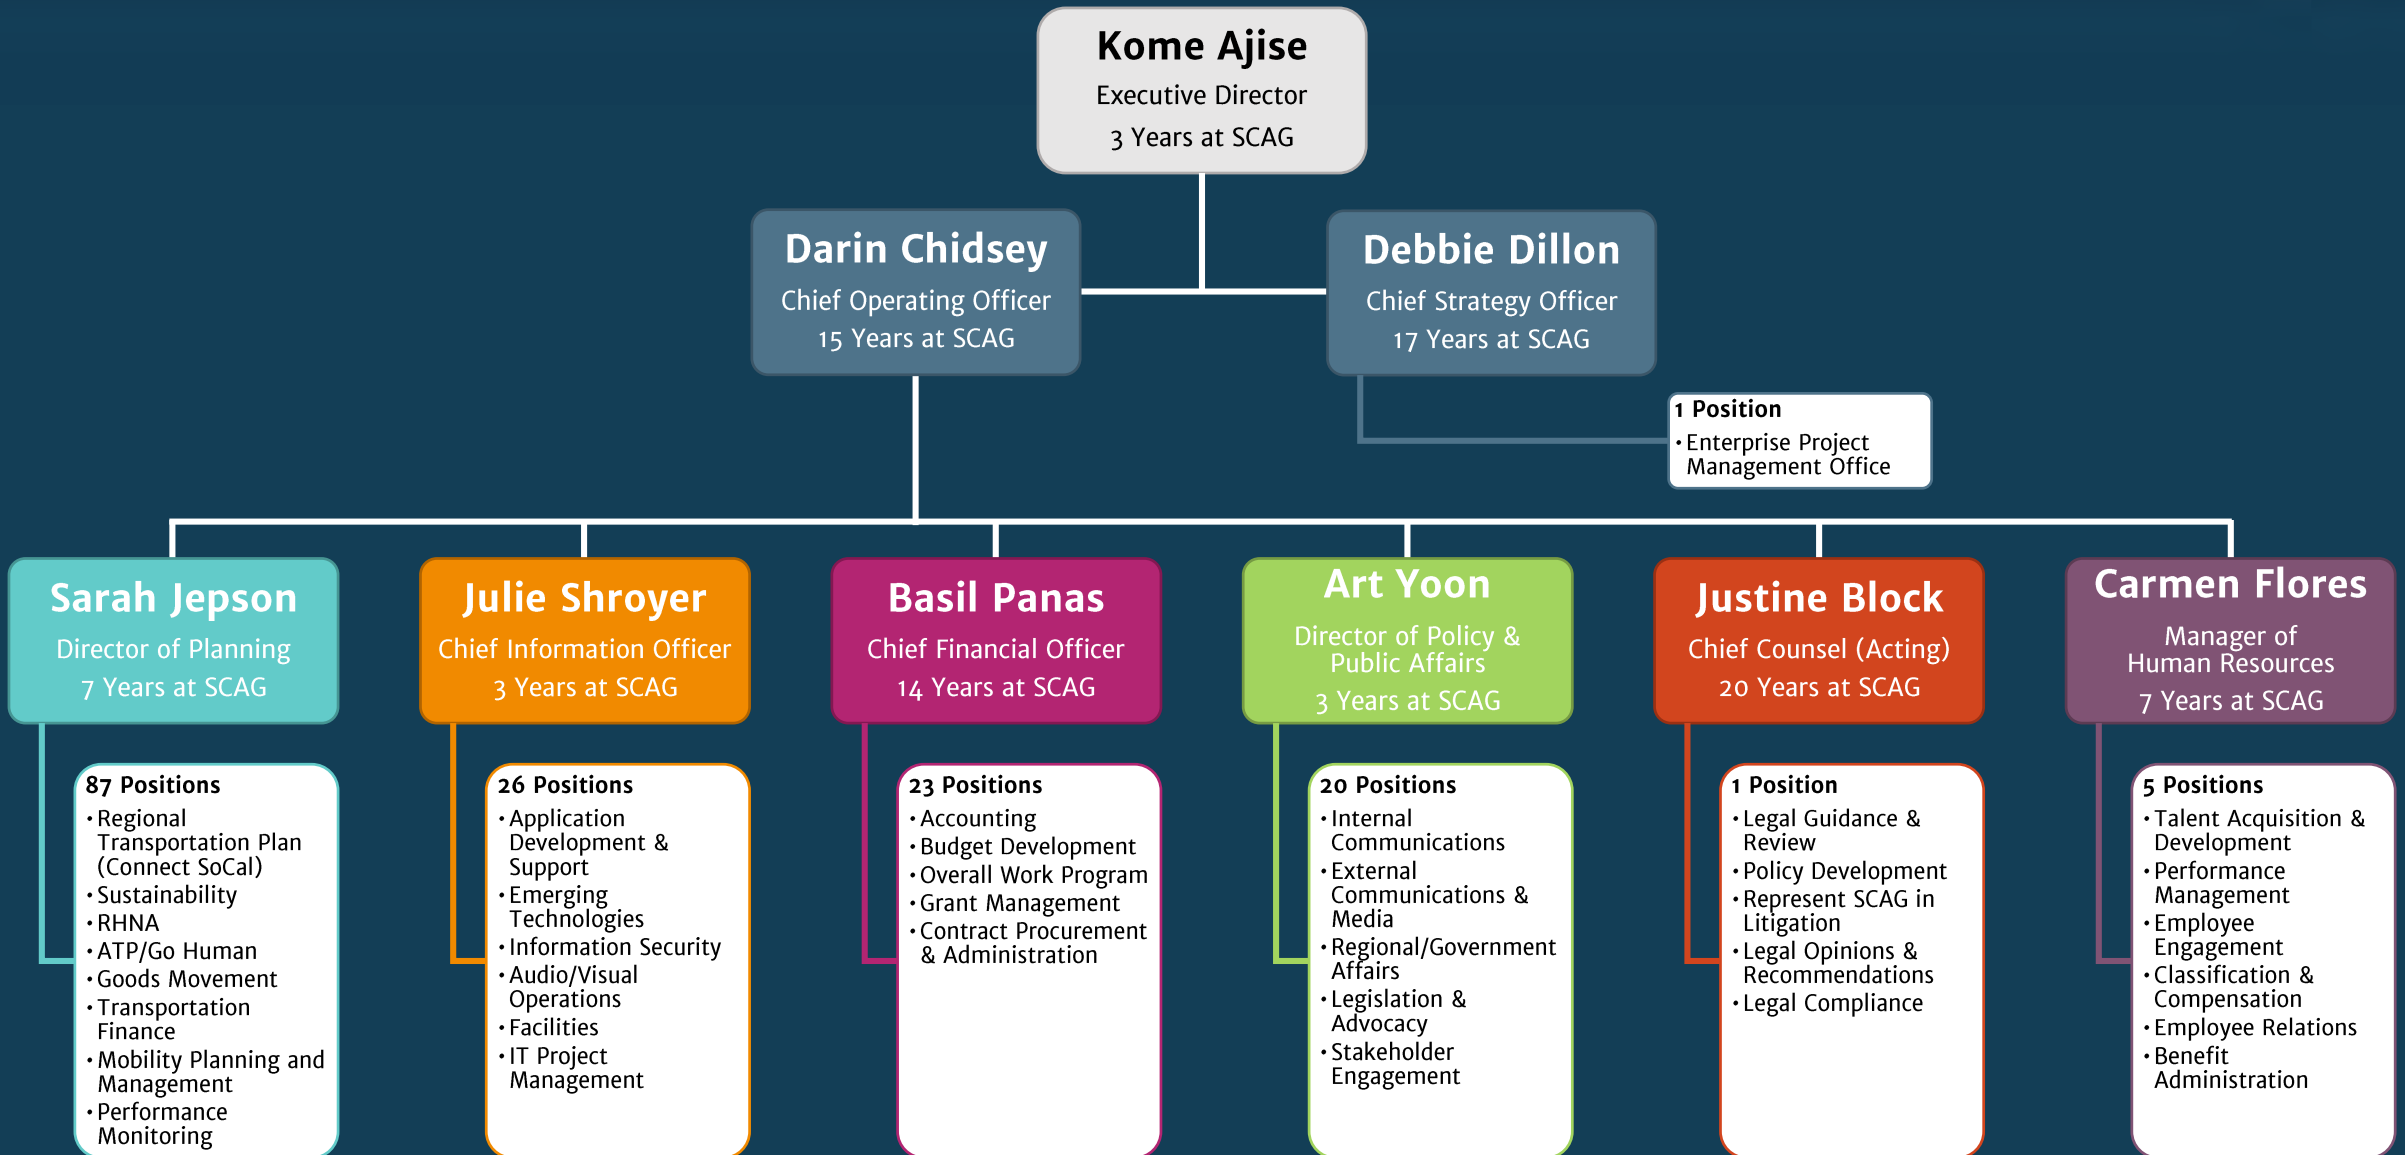 Kome Ajise
Executive Director
3 Years at SCAG
Darin Chidsey
Chief Operating Officer
15 Years at SCAG
Debbie Dillon
Chief Strategy Officer
17 Years at SCAG
1 Position
• Enterprise Project
Management Office
Sarah Jepson
Director of Planning
7 Years at SCAG
87 Positions
• Regional
Transportation Plan
(Connect SoCal)
• Sustainability
• RHNA
• ATP/Go Human
• Goods Movement
• Transportation
Finance
• Mobility Planning and
Management
• Performance
Monitoring
Julie Shroyer
Chief Information Officer
3 Years at SCAG
26 Positions
• Application
Development &
Support
• Emerging
Technologies
• Information Security
• Audio/Visual
Operations
• Facilities
• IT Project
Management
Basil Panas
Chief Financial Officer
14 Years at SCAG
23 Positions
• Accounting
• Budget Development
• Overall Work Program
• Grant Management
• Contract Procurement
& Administration
Art Yoon
Director of Policy &
Public Affairs
3 Years at SCAG
20 Positions
• Internal
Communications
• External
Communications &
Media
• Regional/Government
Affairs
• Legislation &
Advocacy
• Stakeholder
Engagement
Justine Block
Chief Counsel (Acting)
20 Years at SCAG
1 Position
• Legal Guidance &
Review
• Policy Development
• Represent SCAG in
Litigation
• Legal Opinions &
Recommendations
• Legal Compliance
Carmen Flores
Manager of
Human Resources
7 Years at SCAG
5 Positions
• Talent Acquisition &
Development
• Performance
Management
• Employee
Engagement
• Classification &
Compensation
• Employee Relations
• Benefit
Administration